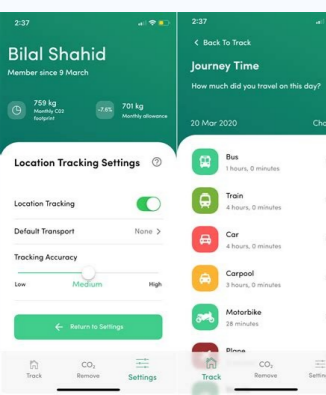 2:37
Bilal Shahid
Member since 9 March
759 kg
Monthly CO2
footprint
-7.6%
701 kg
Monthly allowance
Location Tracking Settings
Location Tracking
Default Transport
None >
Tracking Accuracy
Low
Medium
High
← Return to Settings
Track
CO₂
Remove
Settings
2:37
< Back To Track
Journey Time
How much did you travel on this day?
20 Mar 2020
Cho
Bus
1 hours, 0 minutes
Train
4 hours, 0 minutes
Car
4 hours, 0 minutes
Carpool
3 hours, 0 minutes
Motorbike
28 minutes
Plane
Track
CO₂
Remove
Settin